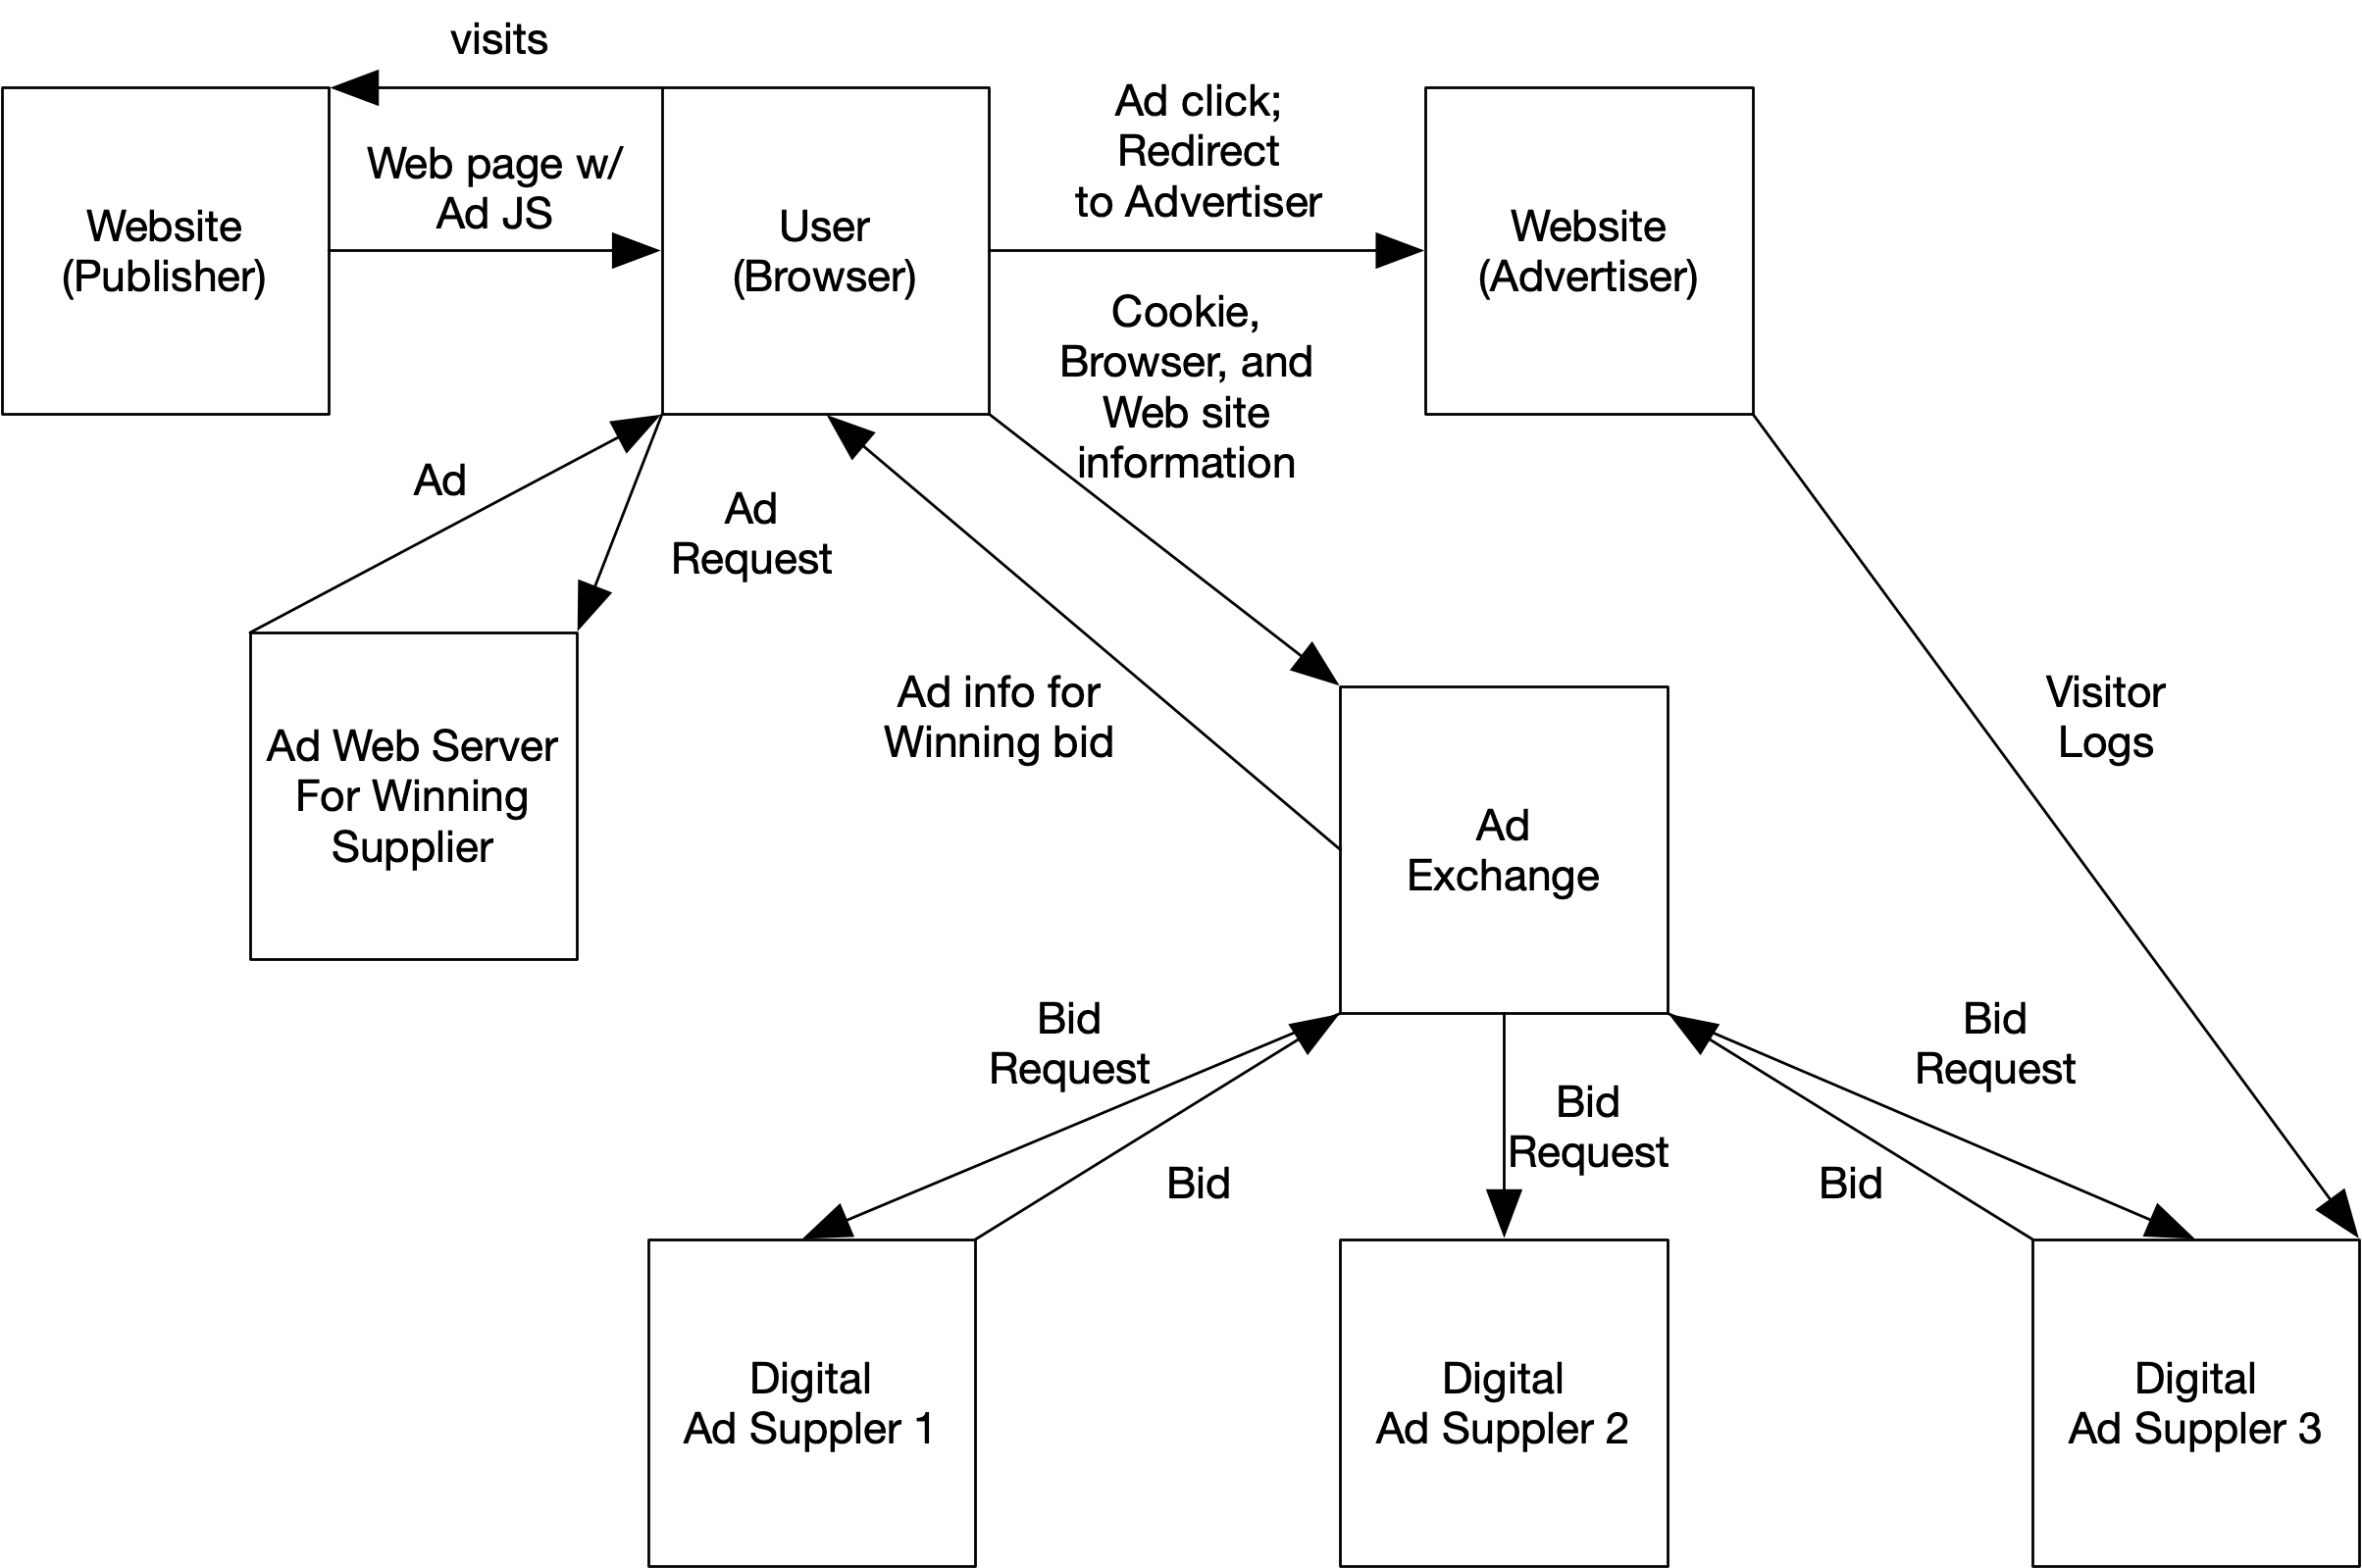 visits
Web page w/
Ad JS
Website
(Publisher)
User
(Browser)
Ad click;
Redirect
to Advertiser
Website
(Advertiser)
Cookie,
Browser, and
Web site
information
Ad
Ad
Request
Ad Web Server
For Winning
Supplier
Ad info for
Winning bid
Visitor
Logs
Ad
Exchange
Bid
Request
Bid
Bid
Request
Bid
Request
Bid
Digital
Ad Suppler 1
Digital
Ad Suppler 2
Digital
Ad Suppler 3